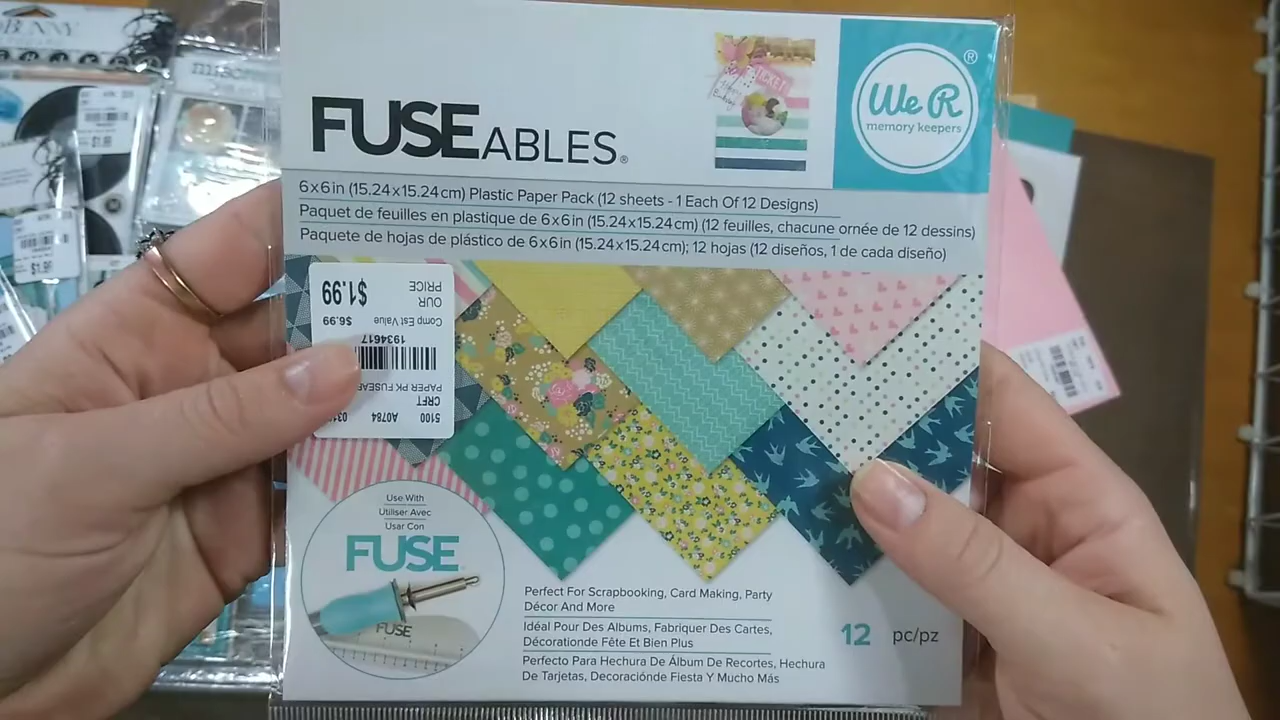 FUSEABLES®
We R®
memory keepers
TICKET
6x6in (15.24x15.24cm) Plastic Paper Pack (12 sheets - 1 Each Of 12 Designs)
Paquet de feuilles en plastique de 6x6in (15.24x15.24cm) (12 feuilles, chacune ornée de 12 dessins)
Paquete de hojas de plástico de 6x6in (15.24x15.24cm); 12 hojas (12 diseños, 1 de cada diseño)
5100 A0784
CRFT
PAPER PK FUSEAB
19346117
Comp Est Value $6.99
OUR
PRICE $1.99
Use With
Utiliser Avec
Usar Con
FUSE
FUSE
Perfect For Scrapbooking, Card Making, Party
Décor And More
Idéal Pour Des Albums, Fabriquer Des Cartes,
Décorationde Fête Et Bien Plus
Perfecto Para Hechura De Álbum De Recortes, Hechura
De Tarjetas, Decoraciónde Fiesta Y Mucho Más
12 pc/pz